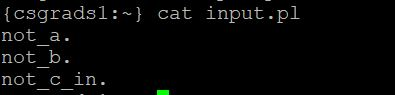 {csgrads1:~} cat input.pl
not_a.
not_b.
not_c_in.